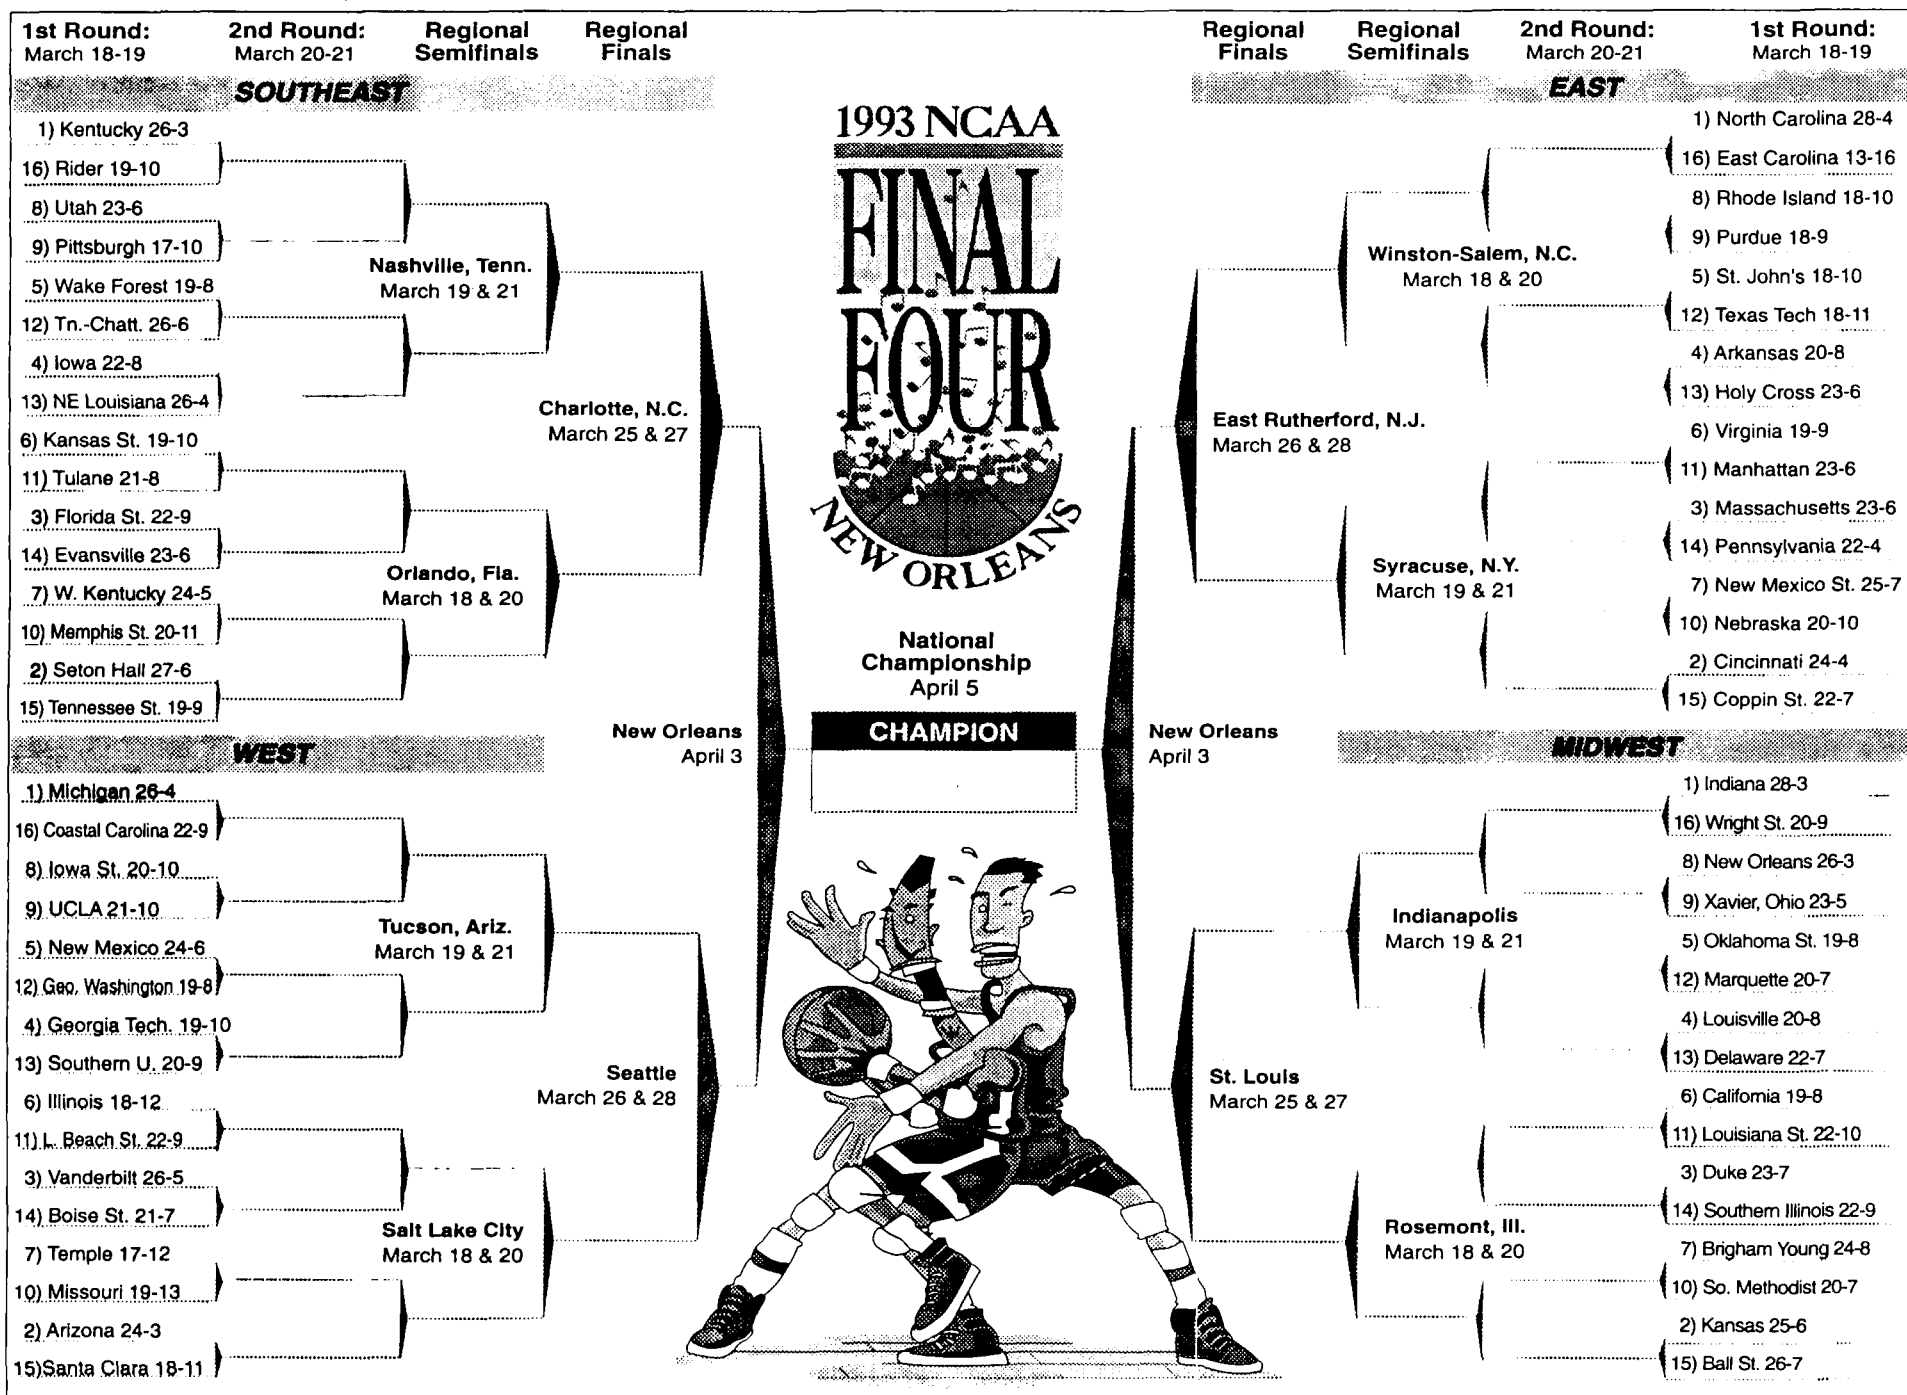 1st Round:
March 18-19
2nd Round:
March 20-21
Regional
Semifinals
Regional
Finals
SOUTHEAST
1) Kentucky 26-3
16) Rider 19-10
8) Utah 23-6
9) Pittsburgh 17-10
5) Wake Forest 19-8
12) Tn.-Chatt. 26-6
4) Iowa 22-8
13) NE Louisiana 26-4
6) Kansas St. 19-10
11) Tulane 21-8
3) Florida St. 22-9
14) Evansville 23-6
7) W. Kentucky 24-5
10) Memphis St. 20-11
2) Seton Hall 27-6
15) Tennessee St. 19-9
Nashville, Tenn.
March 19 & 21
Orlando, Fla.
March 18 & 20
Charlotte, N.C.
March 25 & 27
WEST
1) Michigan 26-4
16) Coastal Carolina 22-9
8) Iowa St. 20-10
9) UCLA 21-10
5) New Mexico 24-6
12) Geo. Washington 19-8
4) Georgia Tech. 19-10
13) Southern U. 20-9
6) Illinois 18-12
11) L. Beach St. 22-9
3) Vanderbilt 26-5
14) Boise St. 21-7
7) Temple 17-12
10) Missouri 19-13
2) Arizona 24-3
15)Santa Clara 18-11
Tucson, Ariz.
March 19 & 21
Salt Lake City
March 18 & 20
Seattle
March 26 & 28
New Orleans
April 3
1993 NCAA
FINAL
FOUR
NEW ORLEANS
National
Championship
April 5
CHAMPION
New Orleans
April 3
Regional
Finals
Regional
Semifinals
2nd Round:
March 20-21
1st Round:
March 18-19
EAST
1) North Carolina 28-4
16) East Carolina 13-16
8) Rhode Island 18-10
9) Purdue 18-9
5) St. John's 18-10
12) Texas Tech 18-11
4) Arkansas 20-8
13) Holy Cross 23-6
6) Virginia 19-9
11) Manhattan 23-6
3) Massachusetts 23-6
14) Pennsylvania 22-4
7) New Mexico St. 25-7
10) Nebraska 20-10
2) Cincinnati 24-4
15) Coppin St. 22-7
Winston-Salem, N.C.
March 18 & 20
Syracuse, N.Y.
March 19 & 21
East Rutherford, N.J.
March 26 & 28
MIDWEST
1) Indiana 28-3
16) Wright St. 20-9
8) New Orleans 26-3
9) Xavier, Ohio 23-5
5) Oklahoma St. 19-8
12) Marquette 20-7
4) Louisville 20-8
13) Delaware 22-7
6) California 19-8
11) Louisiana St. 22-10
3) Duke 23-7
14) Southern Illinois 22-9
7) Brigham Young 24-8
10) So. Methodist 20-7
2) Kansas 25-6
15) Ball St. 26-7
Indianapolis
March 19 & 21
Rosemont, Ill.
March 18 & 20
St. Louis
March 25 & 27